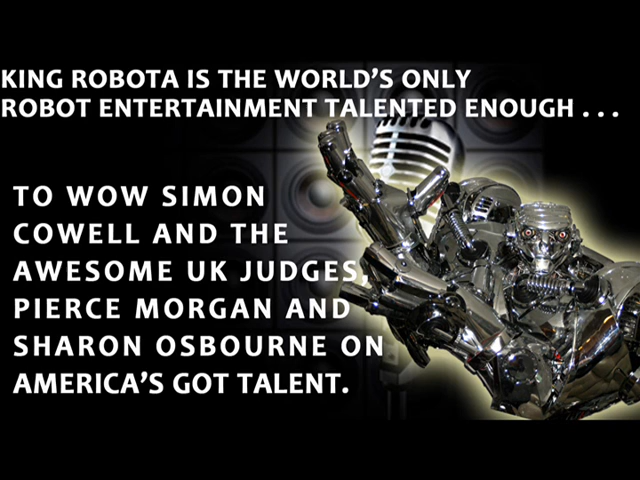 KING ROBOTA IS THE WORLD'S ONLY
ROBOT ENTERTAINMENT TALENTED ENOUGH . . .
TO WOW SIMON
COWELL AND THE
AWESOME UK JUDGES,
PIERCE MORGAN AND
SHARON OSBOURNE ON
AMERICA'S GOT TALENT.